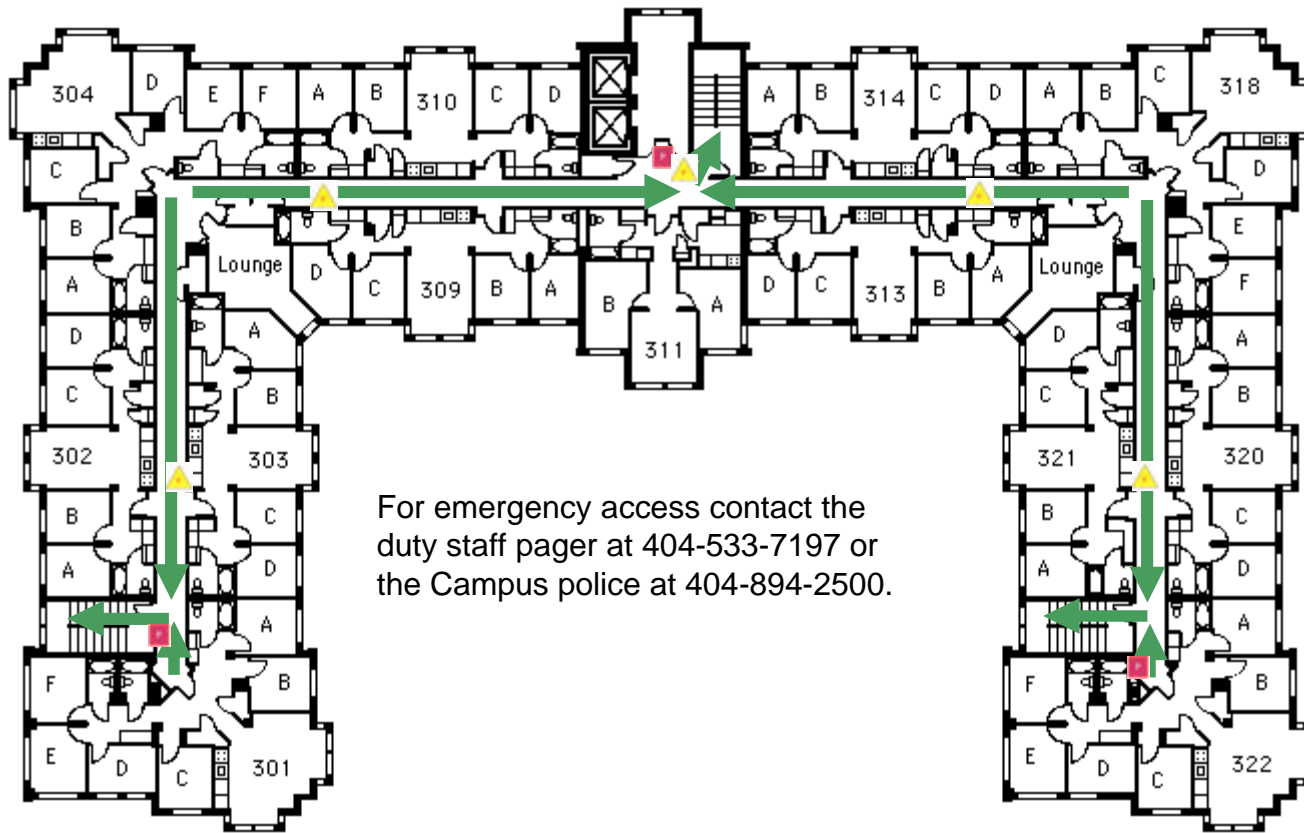 304 D E F A B 310 C D A B 314 C D A B C 318
C D
B E
Lounge D A Lounge
A C 309 B A B A D C 313 B F
D A 311 D A
C B C B
302 303 321 320
B C B C
For emergency access contact the
duty staff pager at 404-533-7197 or
the Campus police at 404-894-2500.
A D A D
A A
F B F B
E D C 301 E D C 322